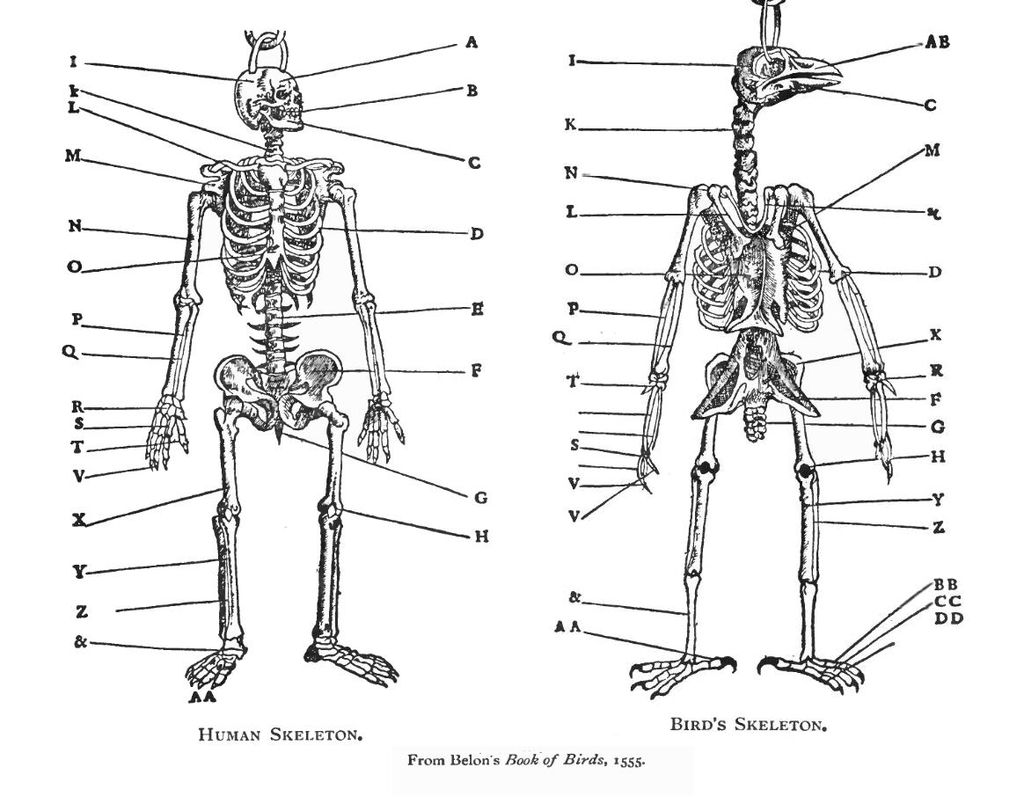 I
k
L
M
N
O
P
Q
R
S
T
V
X
Y
Z
&
AA
A
B
C
D
E
F
G
H
HUMAN SKELETON.
I
K
N
L
O
P
Q
T
S
V
V
&
AA
AB
C
M
D
X
R
F
G
H
Y
Z
BB
CC
DD
BIRD'S SKELETON.
From Belon's Book of Birds, 1555.